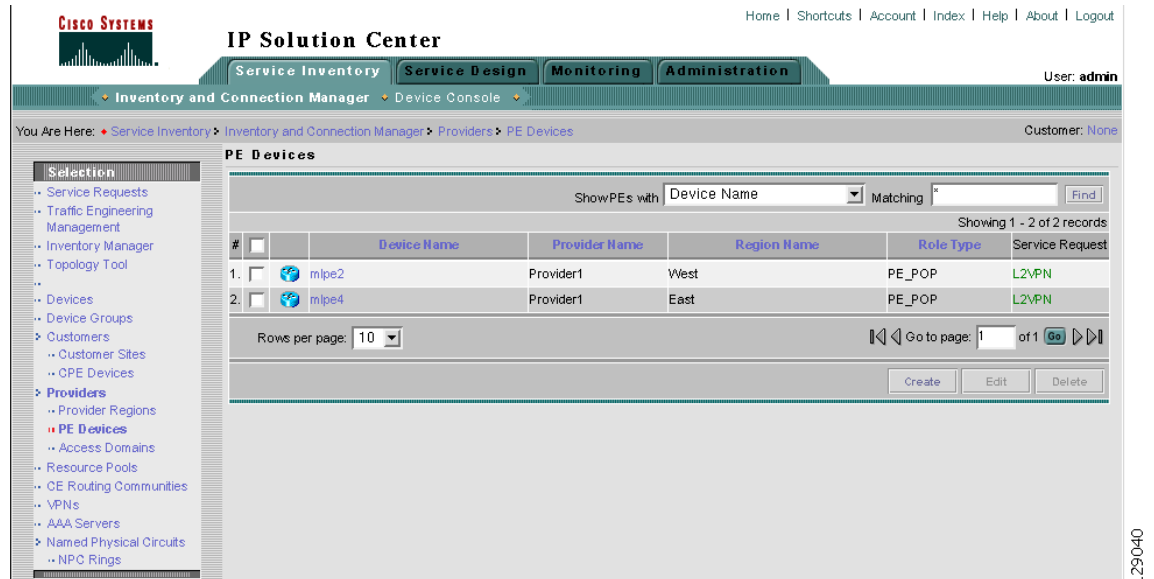 Home | Shortcuts | Account | Index | Help | About | Logout
CISCO SYSTEMS
IP Solution Center
Service Inventory Service Design Monitoring Administration
User: admin
Inventory and Connection Manager Device Console
You Are Here: Service Inventory Inventory and Connection Manager Providers PE Devices Customer: None
PE Devices
Selection
Service Requests
Traffic Engineering
Management
Inventory Manager
Topology Tool
Devices
Device Groups
Customers
Customer Sites
CPE Devices
Providers
Provider Regions
PE Devices
Access Domains
Resource Pools
CE Routing Communities
VPNs
AAA Servers
Named Physical Circuits
NPC Rings
Show PEs with Device Name Matching * Find
Showing 1 - 2 of 2 records
# Device Name Provider Name Region Name Role Type Service Request
1. mlpe2 Provider1 West PE_POP L2VPN
2. mlpe4 Provider1 East PE_POP L2VPN
Rows per page: 10 Go to page: 1 of 1 Go
Create Edit Delete
29040